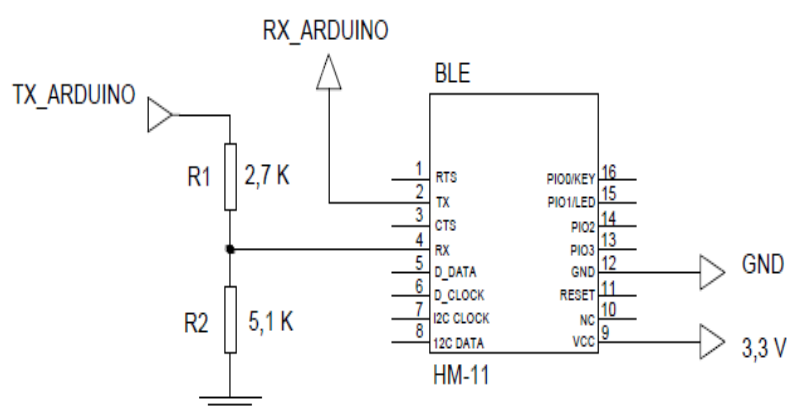 RX_ARDUINO
TX_ARDUINO
BLE
R1 2,7 K
R2 5,1 K
1 RTS
2 TX
3 CTS
4 RX
5 D_DATA
6 D_CLOCK
7 I2C CLOCK
8 12C DATA
PIO0/KEY 16
PIO1/LED 15
PIO2 14
PIO3 13
GND 12
RESET 11
NC 10
VCC 9
GND
3,3 V
HM-11